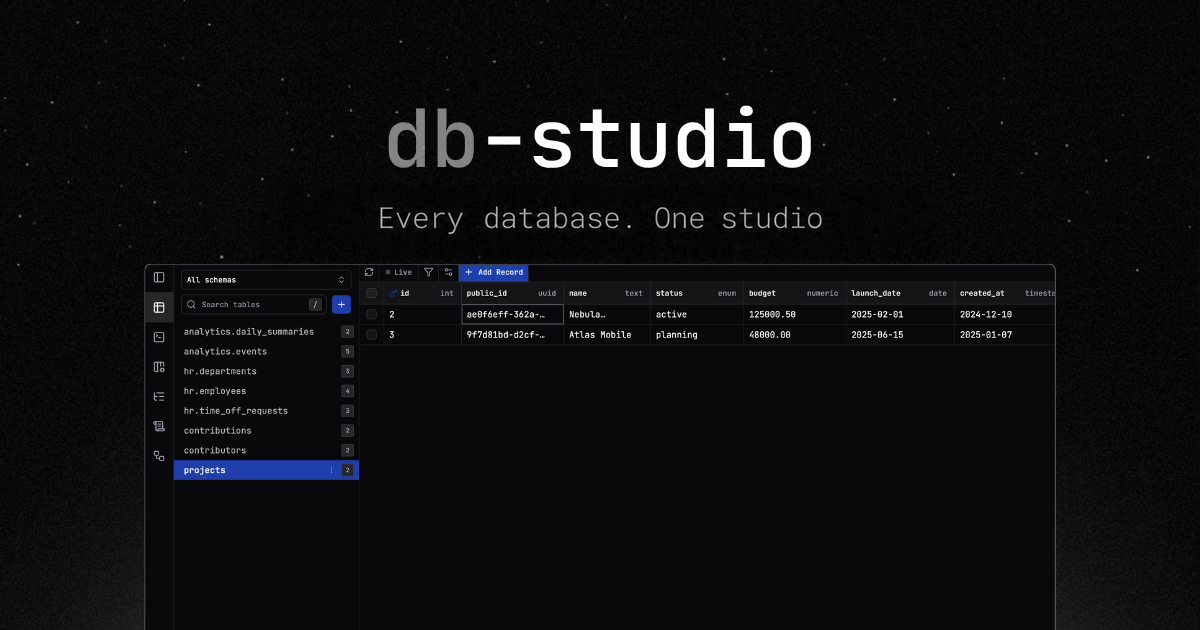 db-studio
Every database. One studio
All schemas
Search tables /
+
analytics.daily_summaries 2
analytics.events 5
hr.departments 3
hr.employees 4
hr.time_off_requests 3
contributions 2
contributors 2
projects 2
Live + Add Record
id int public_id uuid name text status enum budget numeric launch_date date created_at timesta
2 ae0f6eff-362a-… Nebula… active 125000.50 2025-02-01 2024-12-10
3 9f7d81bd-d2cf-… Atlas Mobile planning 48000.00 2025-06-15 2025-01-07